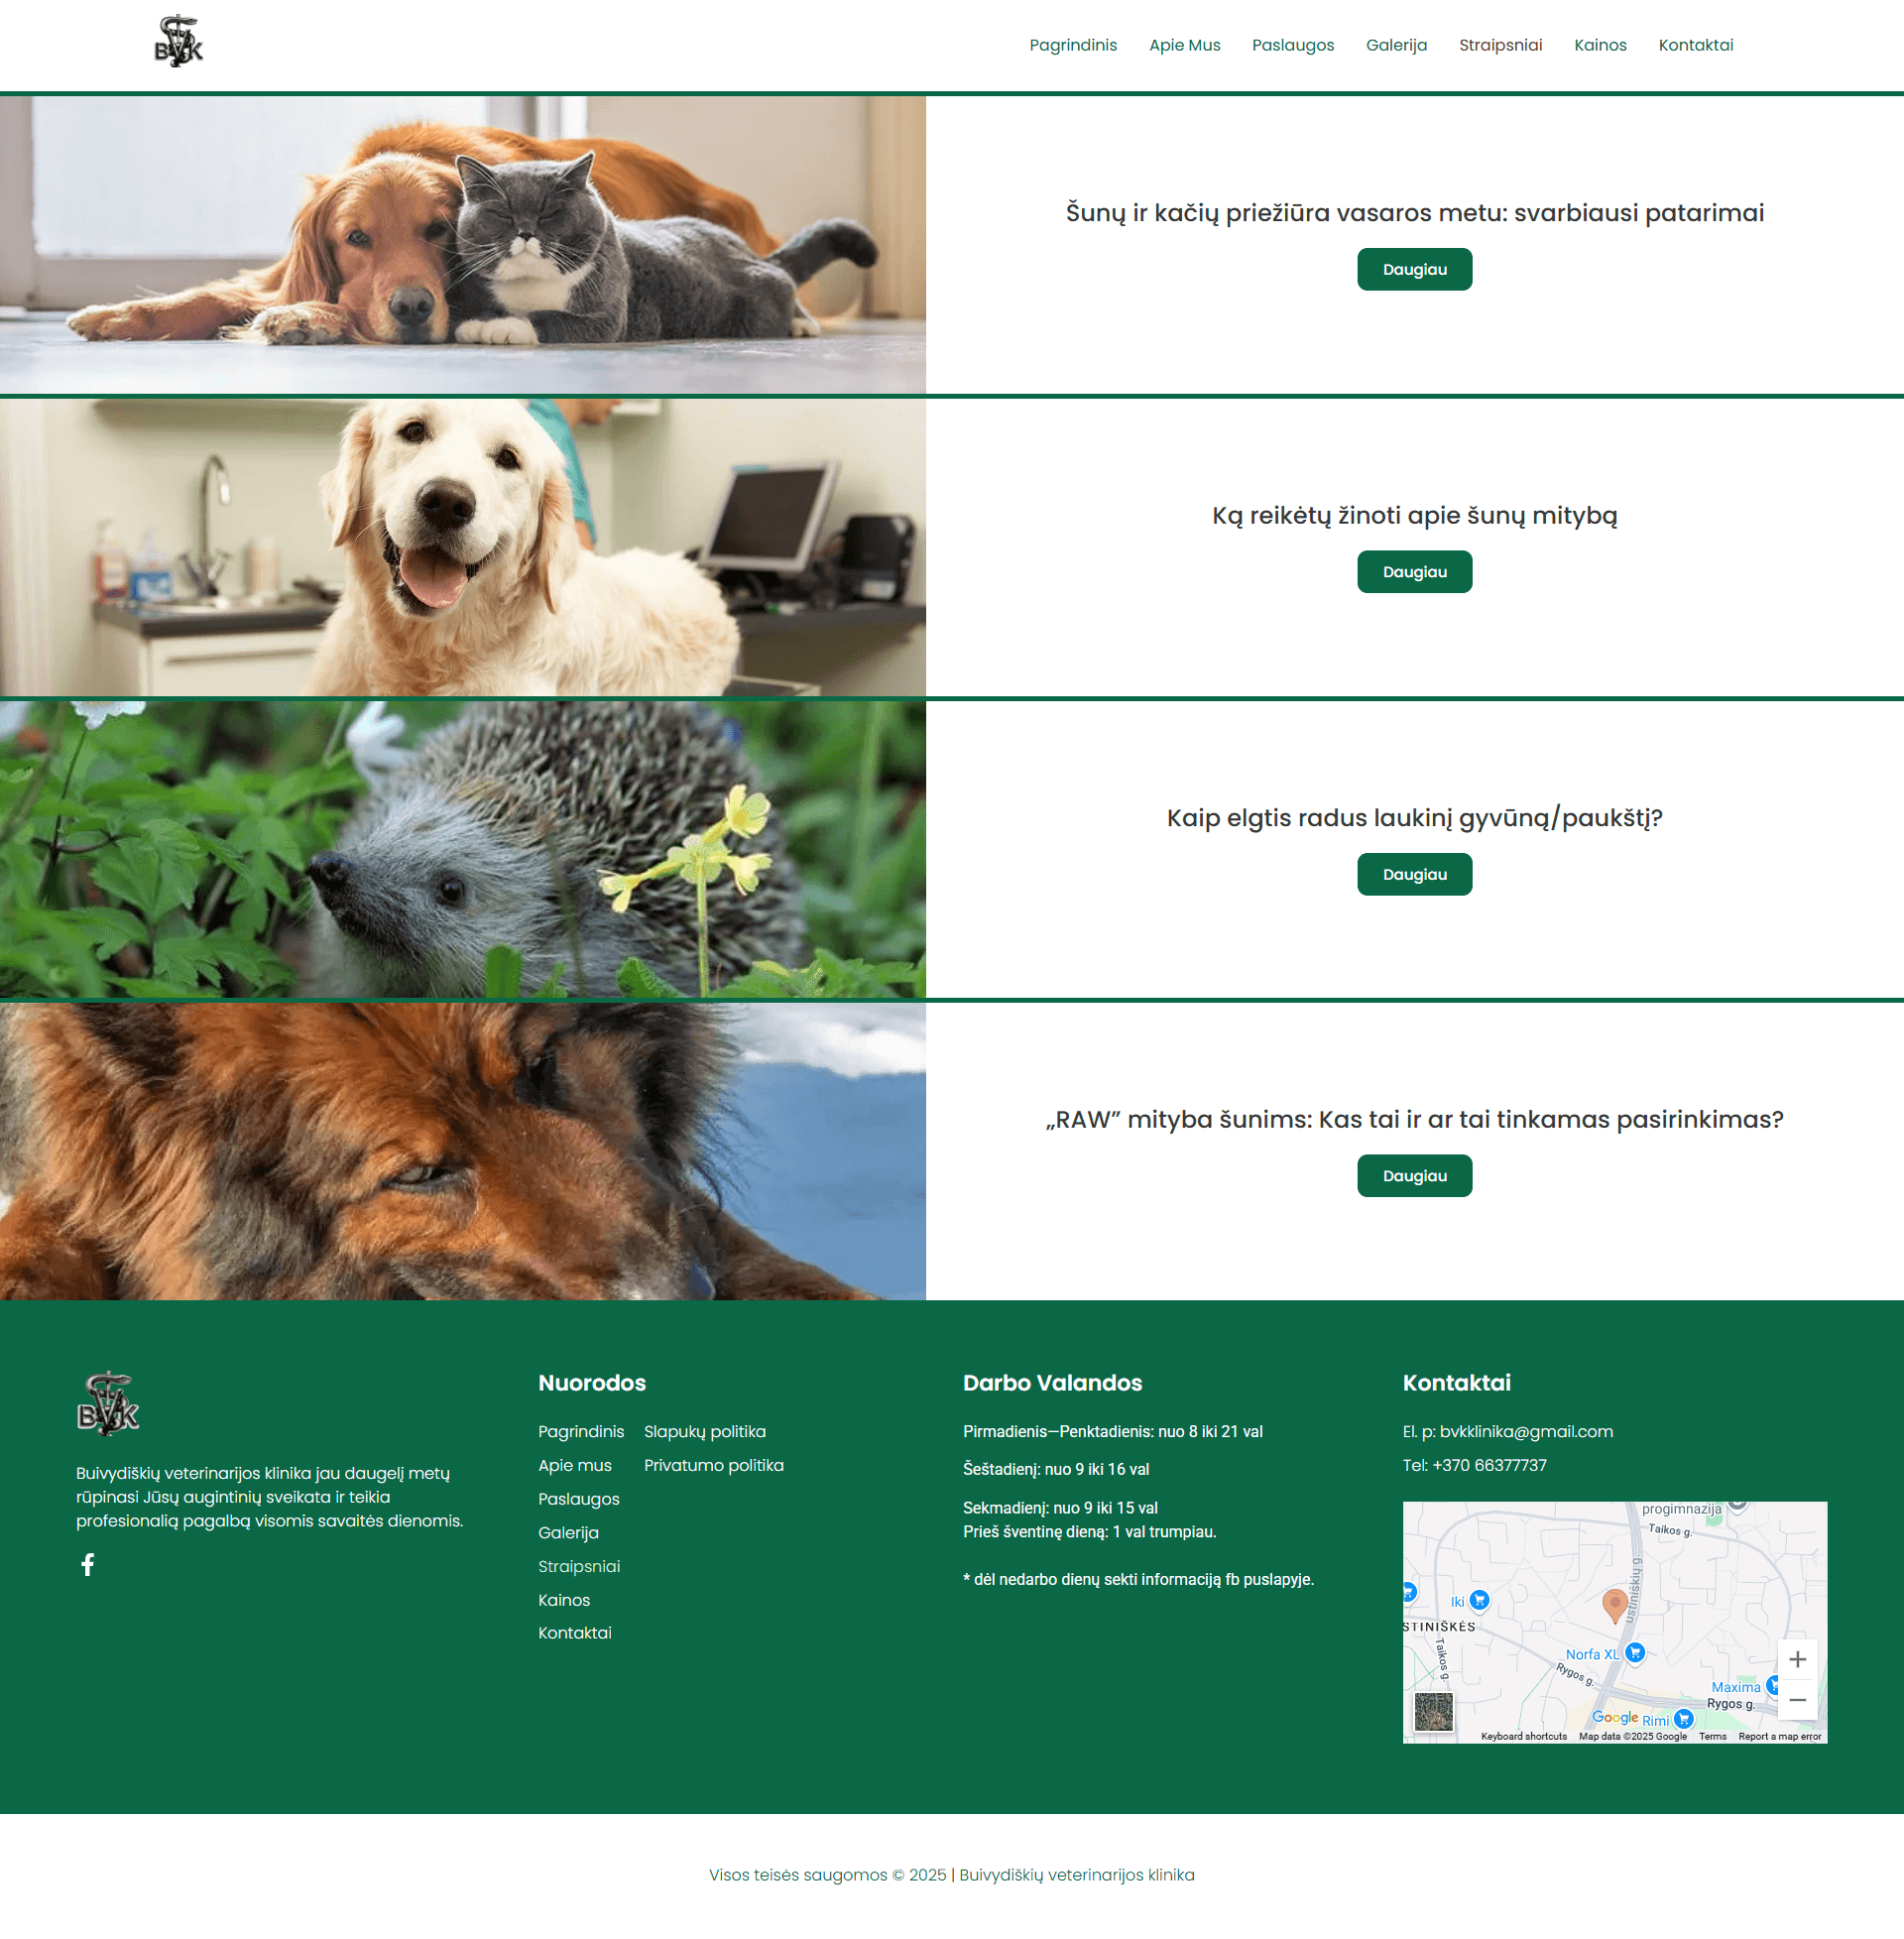 BVK
Pagrindinis Apie Mus Paslaugos Galerija Straipsniai Kainos Kontaktai
Šunų ir kačių priežiūra vasaros metu: svarbiausi patarimai
Daugiau
Ką reikėtų žinoti apie šunų mitybą
Daugiau
Kaip elgtis radus laukinį gyvūną/paukštį?
Daugiau
„RAW” mityba šunims: Kas tai ir ar tai tinkamas pasirinkimas?
Daugiau
BVK
Buivydiškių veterinarijos klinika jau daugelį metų
rūpinasi Jūsų augintinių sveikata ir teikia
profesionalią pagalbą visomis savaitės dienomis.
Nuorodos
Pagrindinis
Apie mus
Paslaugos
Galerija
Straipsniai
Kainos
Kontaktai
Slapukų politika
Privatumo politika
Darbo Valandos
Pirmadienis—Penktadienis: nuo 8 iki 21 val
Šeštadienį: nuo 9 iki 16 val
Sekmadienį: nuo 9 iki 15 val
Prieš šventinę dieną: 1 val trumpiau.
* dėl nedarbo dienų sekti informaciją fb puslapyje.
Kontaktai
El. p: bvkklinika@gmail.com
Tel: +370 66377737
progimnazija
Taikos g.
ustiniškių g.
Iki
STINIŠKĖS
Taikos g.
Norfa XL
Rygos g.
Maxima
Rygos g.
Google
Rimi
Keyboard shortcuts Map data ©2025 Google Terms Report a map error
Visos teisės saugomos © 2025 | Buivydiškių veterinarijos klinika